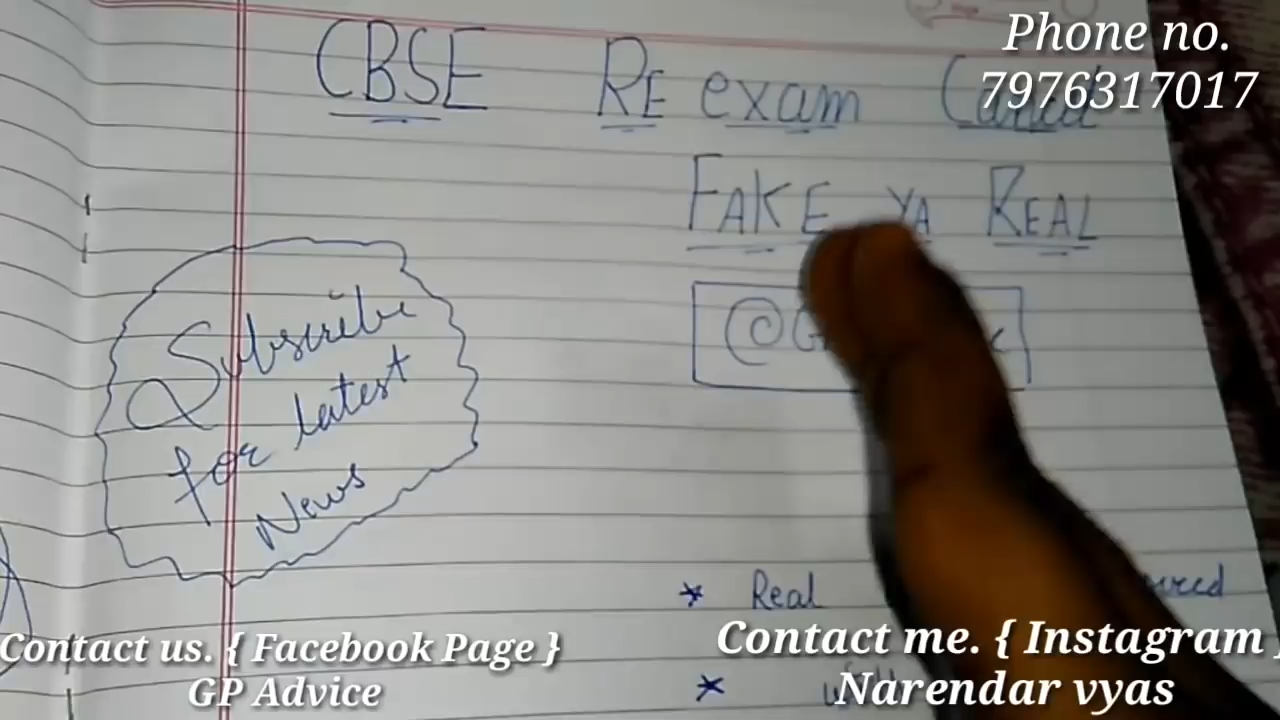 Phone no.
7976317017
CBSE RE exam
FAKE YA REAL
Subscribe
for latest
News
* Real
*
Contact us. { Facebook Page }
GP Advice
Contact me. { Instagram }
Narendar vyas